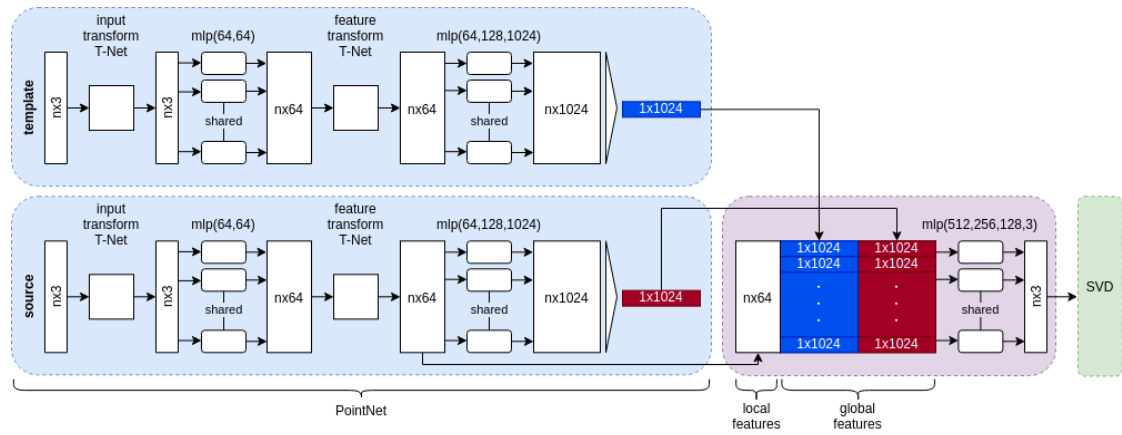 input
transform
T-Net
mlp(64,64)
feature
transform
T-Net
mlp(64,128,1024)
template
nx3
nx3
shared
nx64
nx64
shared
nx1024
1x1024
input
transform
T-Net
mlp(64,64)
feature
transform
T-Net
mlp(64,128,1024)
source
nx3
nx3
shared
nx64
nx64
shared
nx1024
1x1024
mlp(512,256,128,3)
nx64
1x1024
1x1024
1x1024
1x1024
.
.
.
.
.
.
1x1024
1x1024
shared
nx3
SVD
PointNet
local
features
global
features